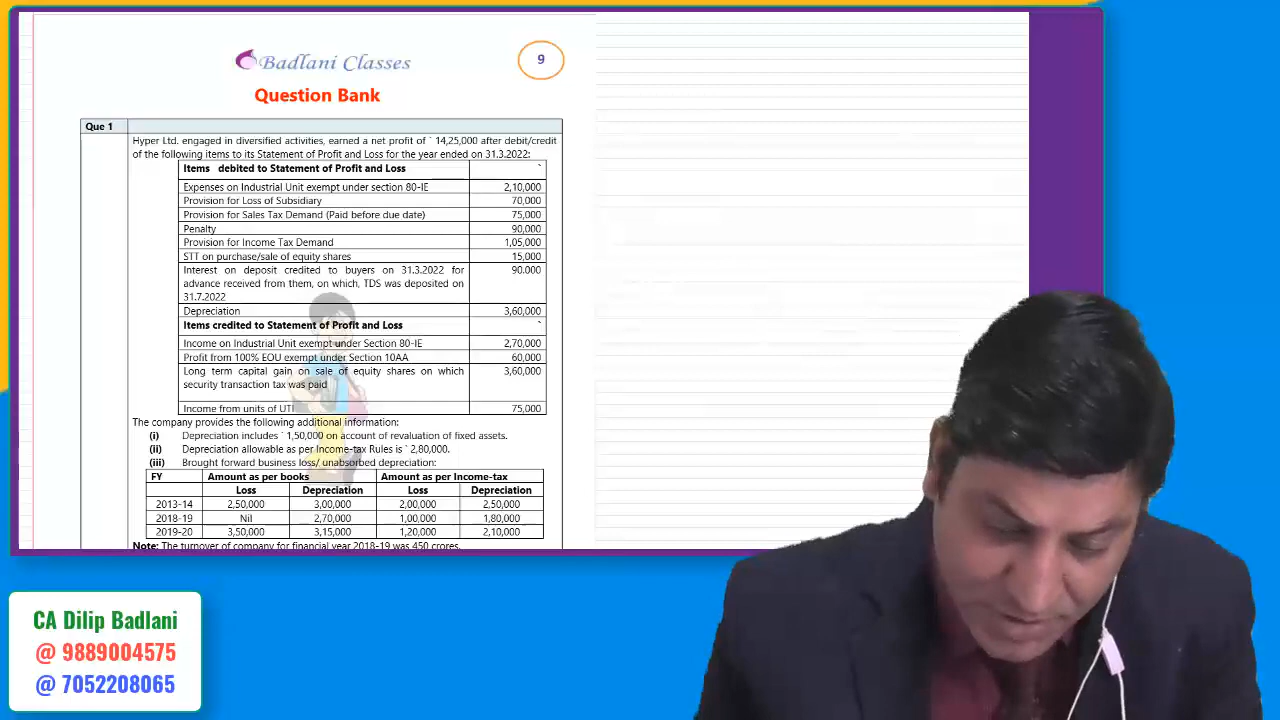 Badlani Classes
9
Question Bank
Que 1
Hyper Ltd. engaged in diversified activities, earned a net profit of ` 14,25,000 after debit/credit
of the following items to its Statement of Profit and Loss for the year ended on 31.3.2022:
Items debited to Statement of Profit and Loss `
Expenses on Industrial Unit exempt under section 80-IE 2,10,000
Provision for Loss of Subsidiary 70,000
Provision for Sales Tax Demand (Paid before due date) 75,000
Penalty 90,000
Provision for Income Tax Demand 1,05,000
STT on purchase/sale of equity shares 15,000
Interest on deposit credited to buyers on 31.3.2022 for 90.000
advance received from them, on which, TDS was deposited on
31.7.2022
Depreciation 3,60,000
Items credited to Statement of Profit and Loss `
Income on Industrial Unit exempt under Section 80-IE 2,70,000
Profit from 100% EOU exempt under Section 10AA 60,000
Long term capital gain on sale of equity shares on which 3,60,000
security transaction tax was paid
Income from units of UTI 75,000
The company provides the following additional information:
(i) Depreciation includes ` 1,50,000 on account of revaluation of fixed assets.
(ii) Depreciation allowable as per Income-tax Rules is ` 2,80,000.
(iii) Brought forward business loss/ unabsorbed depreciation:
FY Amount as per books Amount as per Income-tax
Loss Depreciation Loss Depreciation
2013-14 2,50,000 3,00,000 2,00,000 2,50,000
2018-19 Nil 2,70,000 1,00,000 1,80,000
2019-20 3,50,000 3,15,000 1,20,000 2,10,000
Note: The turnover of company for financial year 2018-19 was 450 crores.
CA Dilip Badlani
@ 9889004575
@ 7052208065